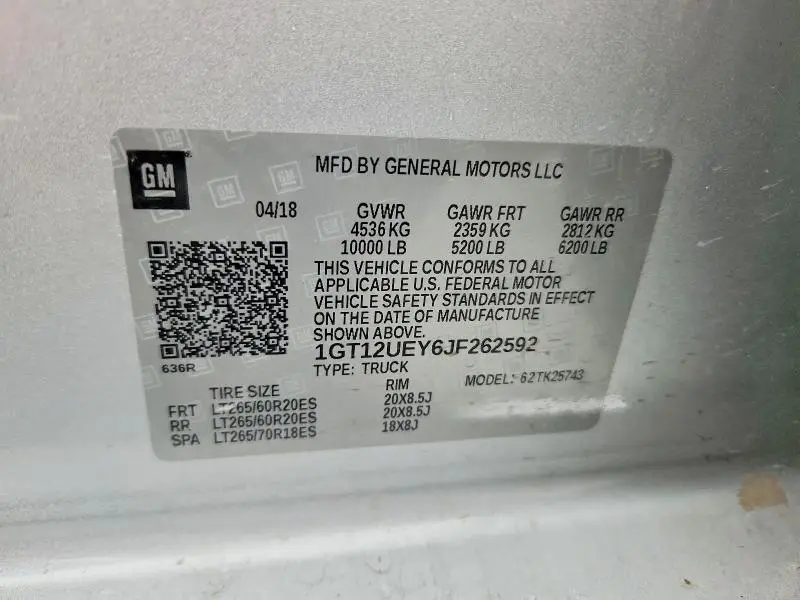 GM
MFD BY GENERAL MOTORS LLC
04/18 GVWR GAWR FRT GAWR RR
4536 KG 2359 KG 2812 KG
10000 LB 5200 LB 6200 LB
THIS VEHICLE CONFORMS TO ALL
APPLICABLE U.S. FEDERAL MOTOR
VEHICLE SAFETY STANDARDS IN EFFECT
ON THE DATE OF MANUFACTURE
SHOWN ABOVE.
1GT12UEY6JF262592
636R
TYPE: TRUCK MODEL: 62TK25743
TIRE SIZE RIM
FRT LT265/60R20ES 20X8.5J
RR LT265/60R20ES 20X8.5J
SPA LT265/70R18ES 18X8J